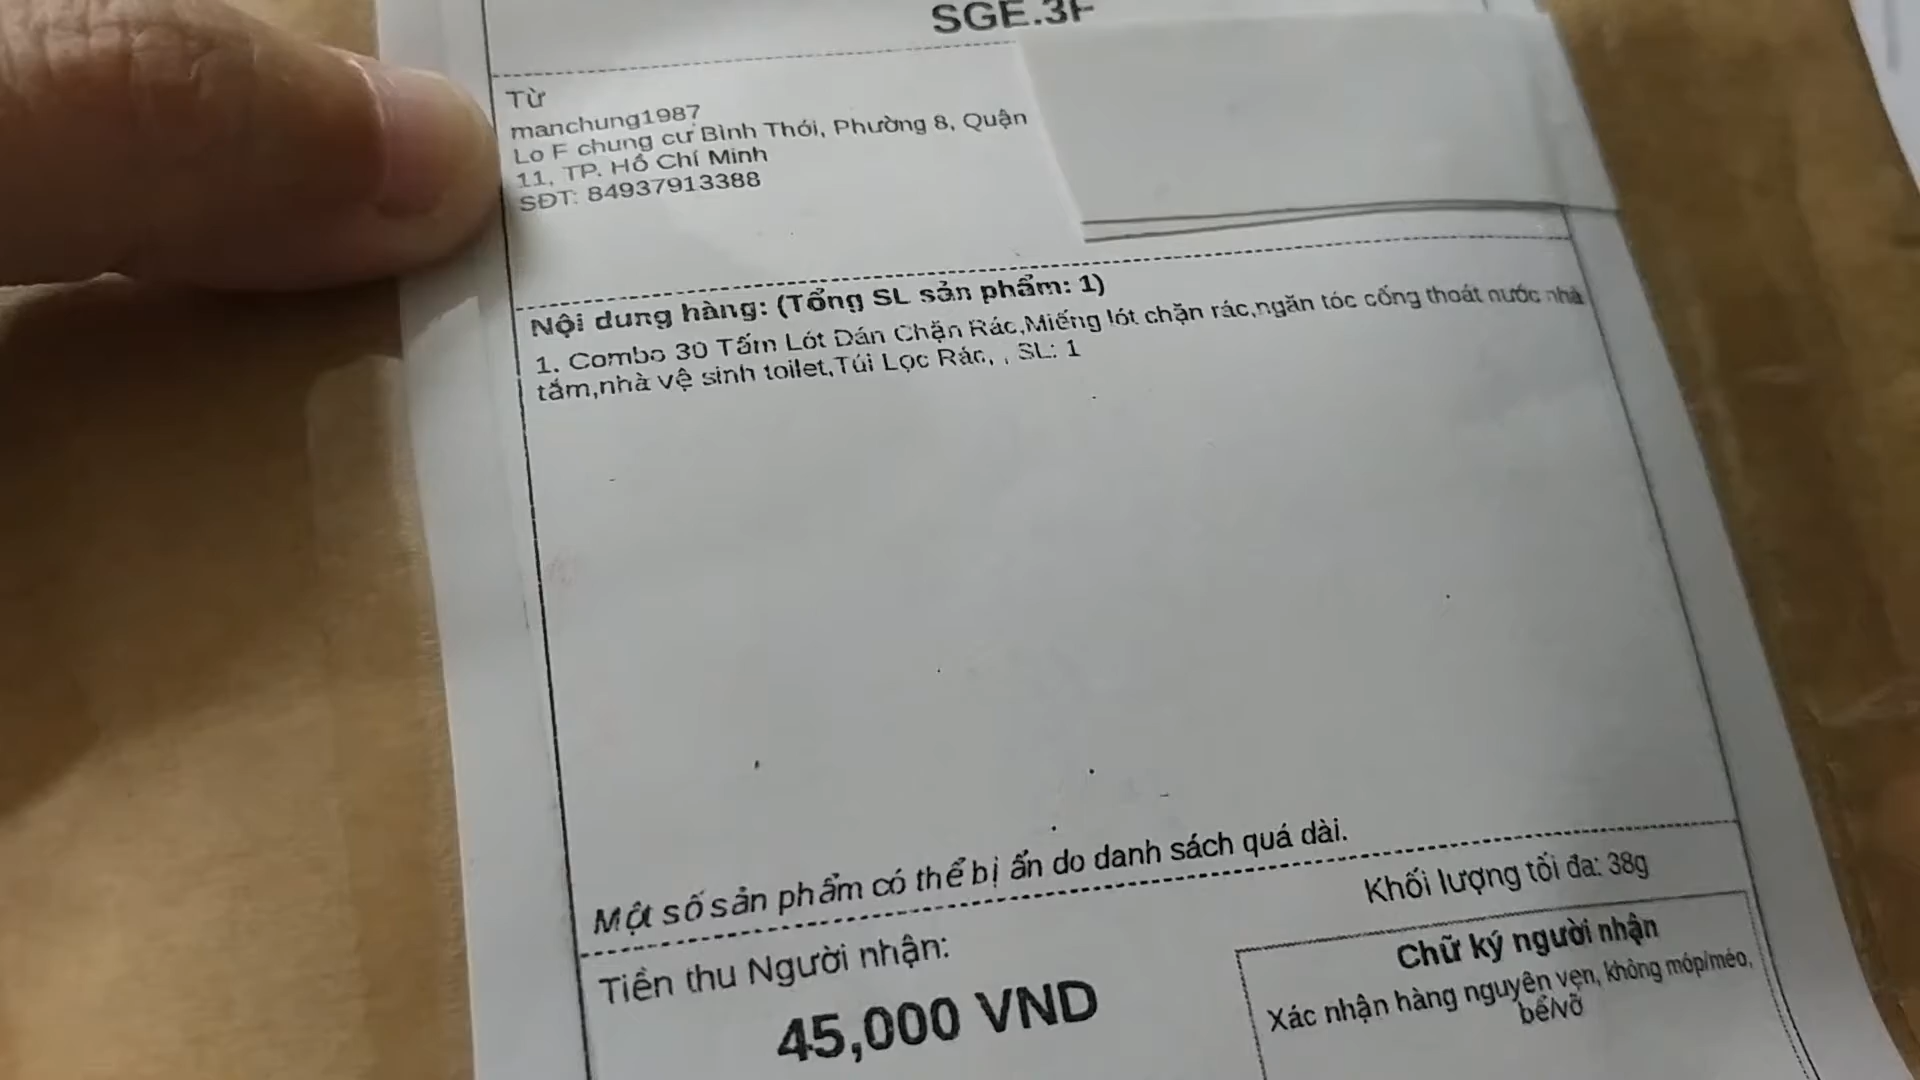 SGE.3F
Từ
manchung1987
Lo F chung cư Bình Thới, Phường 8, Quận
11, TP. Hồ Chí Minh
SĐT: 84937913388
Nội dung hàng: (Tổng SL sản phẩm: 1)
1. Combo 30 Tấm Lót Dán Chặn Rác,Miếng lót chặn rác,ngăn tóc cống thoát nước nhà
tắm,nhà vệ sinh toilet,Túi Lọc Rác, , SL: 1
Một số sản phẩm có thể bị ẩn do danh sách quá dài.
Khối lượng tối đa: 38g
Tiền thu Người nhận:
45,000 VND
Chữ ký người nhận
Xác nhận hàng nguyên vẹn, không móp/méo,
bể/vỡ